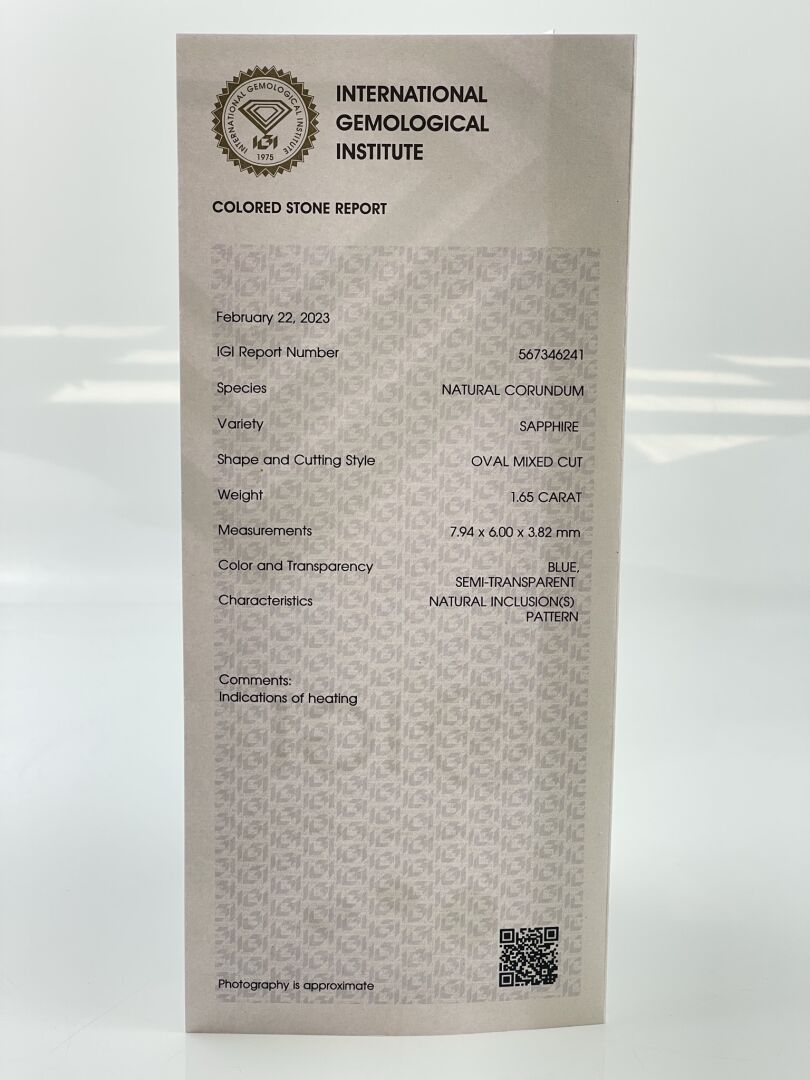 INTERNATIONAL GEMOLOGICAL INSTITUTE
IGI
1975
INTERNATIONAL
GEMOLOGICAL
INSTITUTE
COLORED STONE REPORT
February 22, 2023
IGI Report Number 567346241
Species NATURAL CORUNDUM
Variety SAPPHIRE
Shape and Cutting Style OVAL MIXED CUT
Weight 1.65 CARAT
Measurements 7.94 x 6.00 x 3.82 mm
Color and Transparency BLUE,
SEMI-TRANSPARENT
Characteristics NATURAL INCLUSION(S)
PATTERN
Comments:
Indications of heating
Photography is approximate